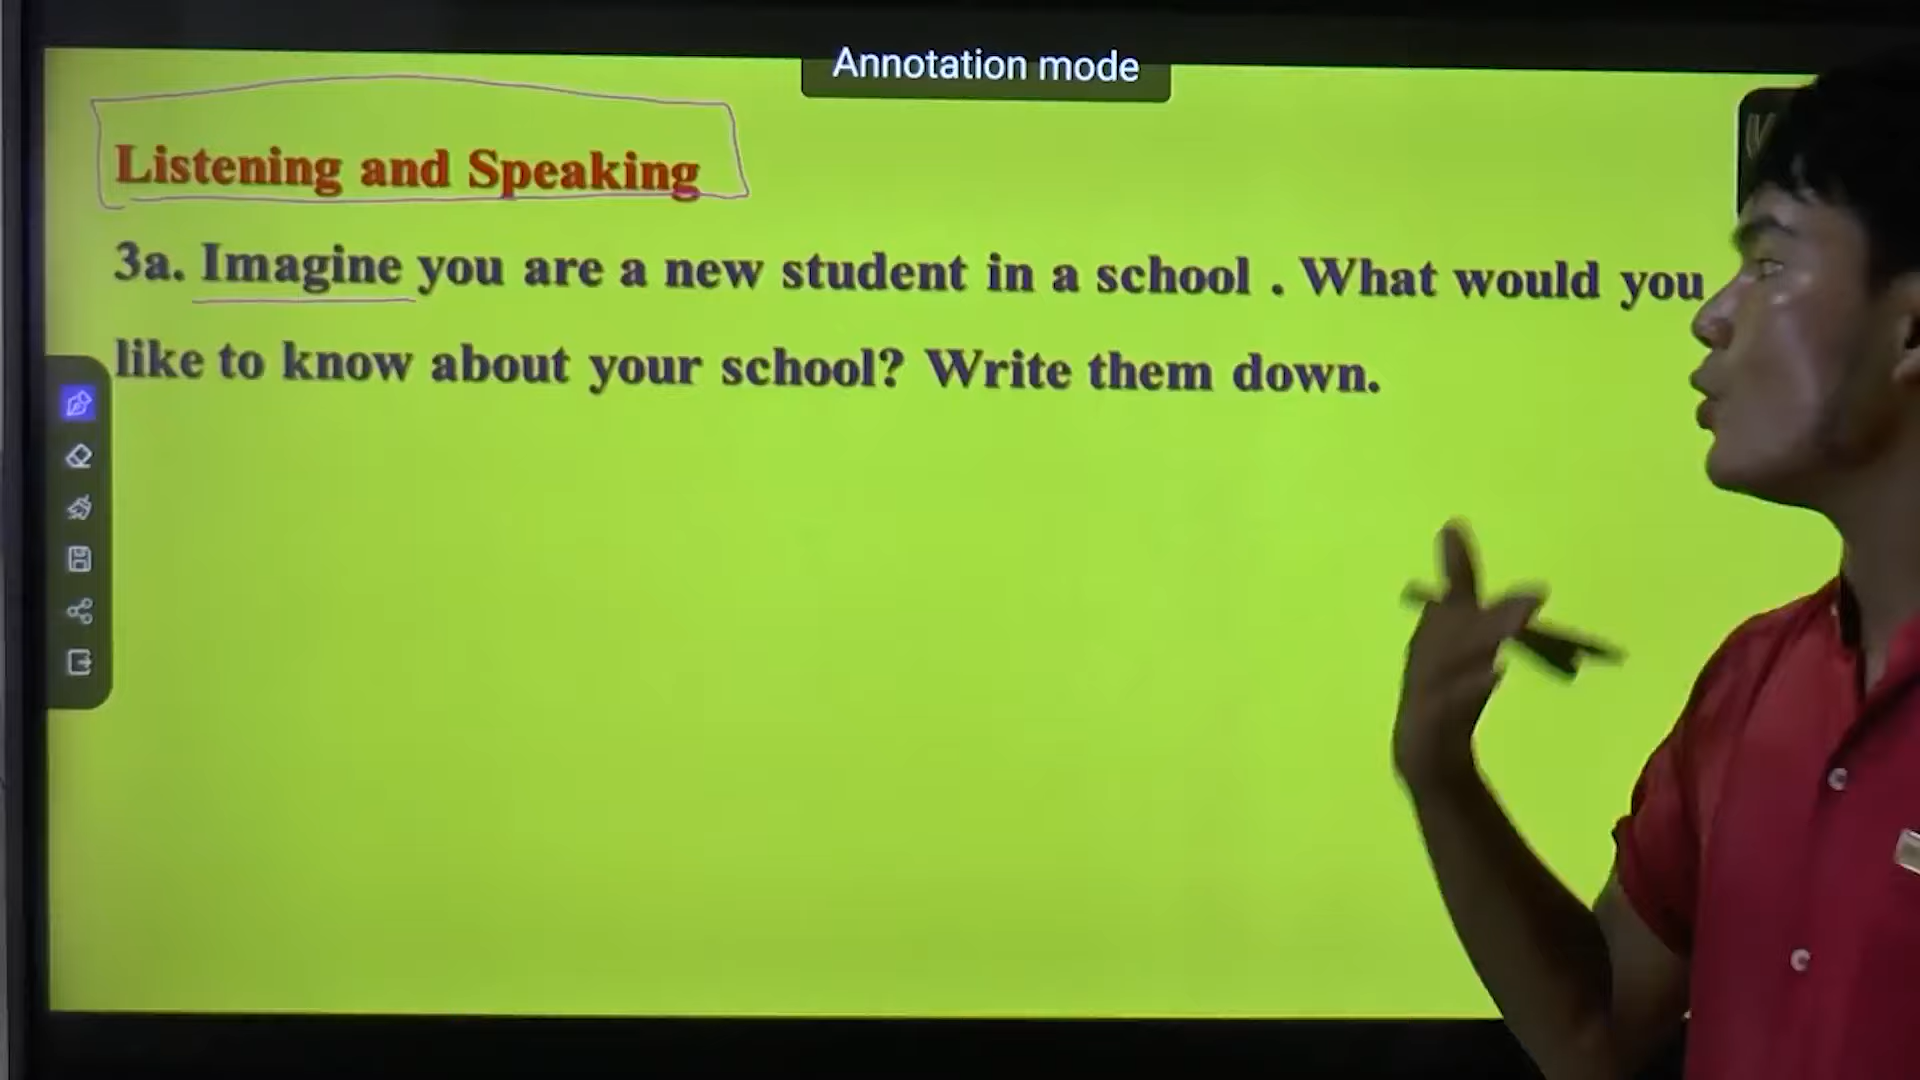 Annotation mode
Listening and Speaking
3a. Imagine you are a new student in a school . What would you
like to know about your school? Write them down.